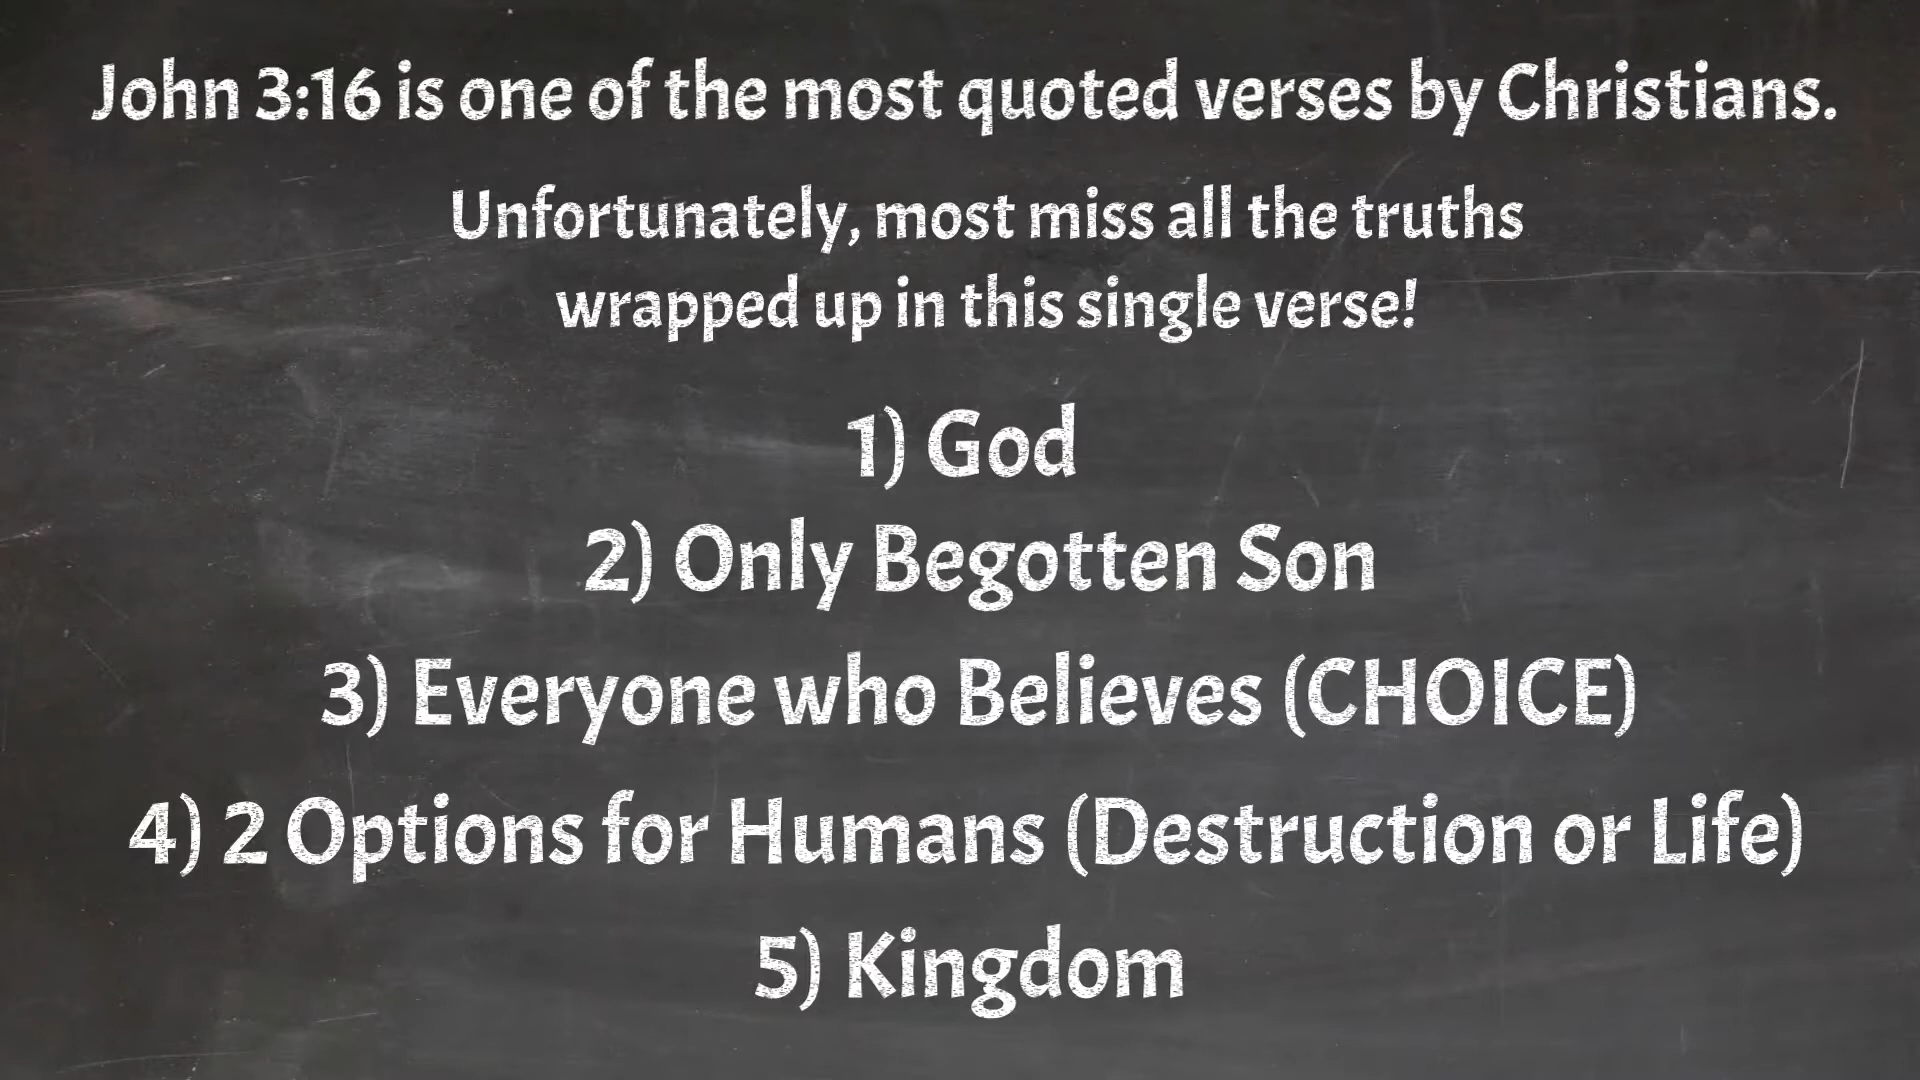 John 3:16 is one of the most quoted verses by Christians.
Unfortunately, most miss all the truths
wrapped up in this single verse!
1) God
2) Only Begotten Son
3) Everyone who Believes (CHOICE)
4) 2 Options for Humans (Destruction or Life)
5) Kingdom